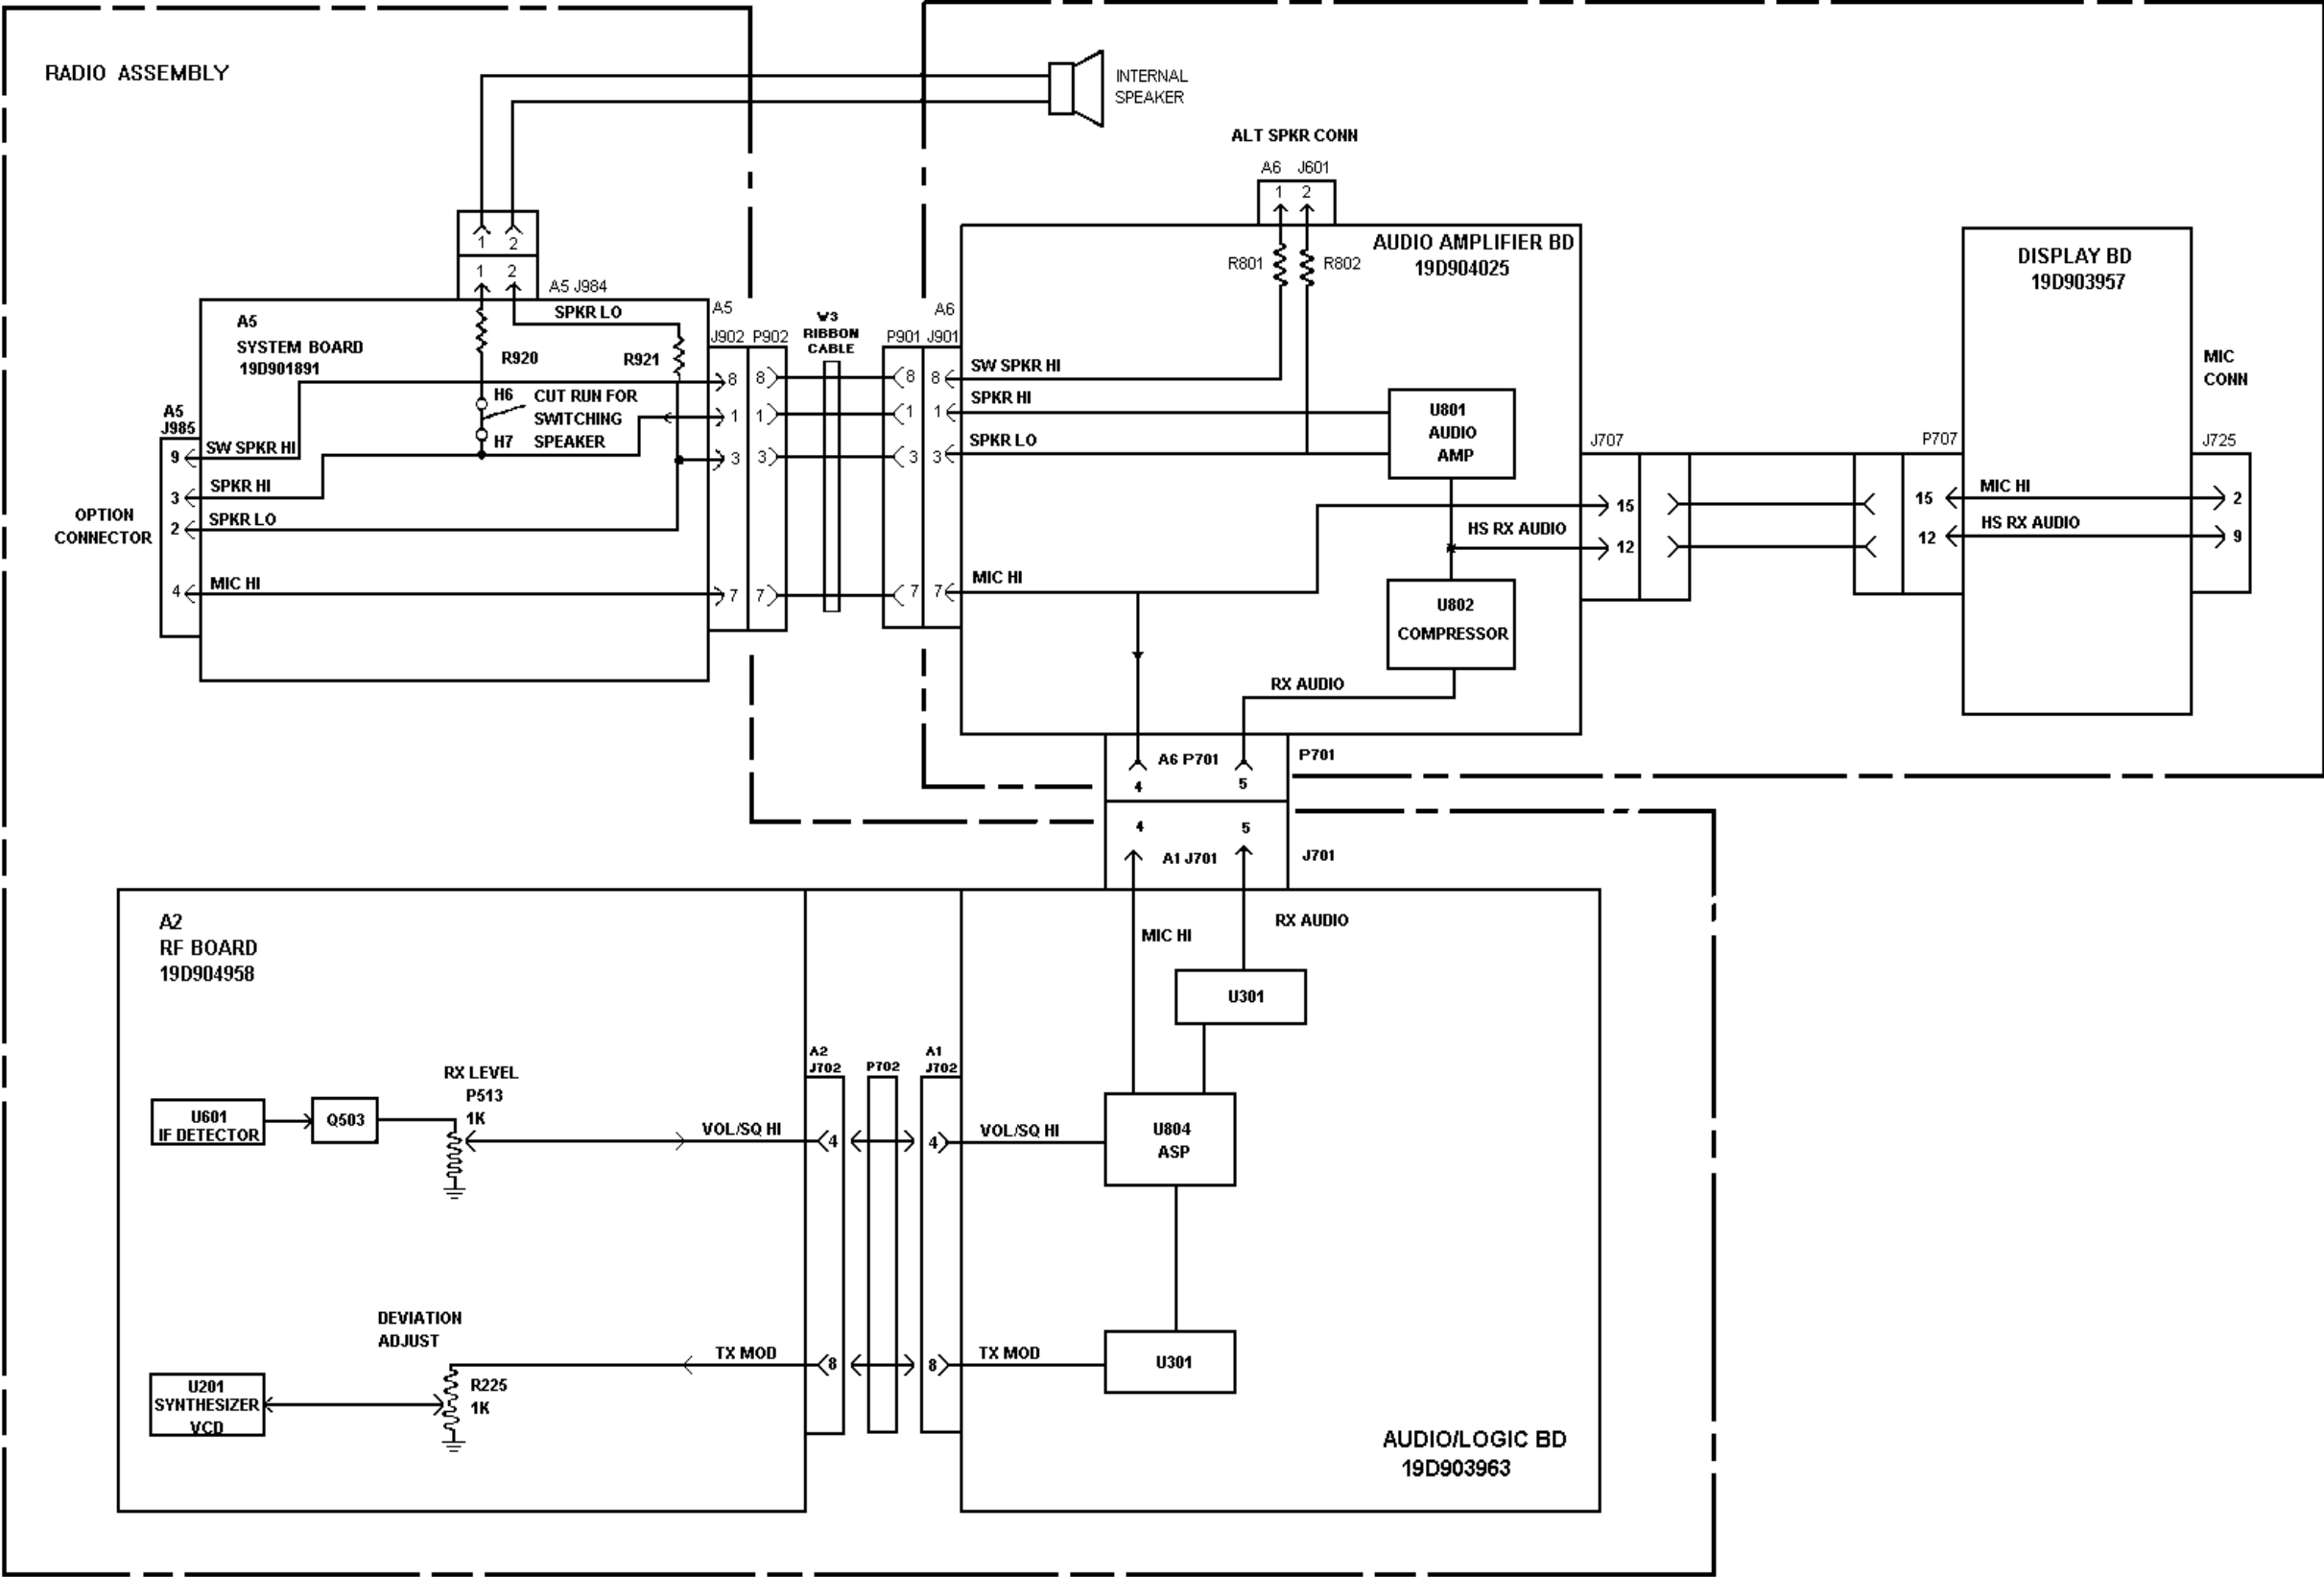 RADIO ASSEMBLY
INTERNAL
SPEAKER
ALT SPKR CONN
A6 J601
1 2
1 2
1 2
A5 J984
A5
SYSTEM BOARD
19D901891
SPKR LO
R920
R921
H6
H7
CUT RUN FOR
SWITCHING
SPEAKER
A5
J985
9
SW SPKR HI
3
SPKR HI
2
SPKR LO
4
MIC HI
OPTION
CONNECTOR
A5
J902 P902
8 8
1 1
3 3
7 7
W3
RIBBON
CABLE
A6
P901 J901
8 8
1 1
3 3
7 7
SW SPKR HI
SPKR HI
SPKR LO
MIC HI
R801
R802
AUDIO AMPLIFIER BD
19D904025
U801
AUDIO
AMP
HS RX AUDIO
U802
COMPRESSOR
RX AUDIO
J707
15
12
P707
15
12
DISPLAY BD
19D903957
MIC HI
HS RX AUDIO
MIC
CONN
J725
2
9
A6 P701
P701
4 5
4 5
A1 J701
J701
A2
RF BOARD
19D904958
MIC HI
RX AUDIO
U301
RX LEVEL
P513
1K
U601
IF DETECTOR
Q503
VOL/SQ HI
A2
J702
P702
A1
J702
4
4
VOL/SQ HI
U804
ASP
DEVIATION
ADJUST
TX MOD
8
8
TX MOD
U301
U201
SYNTHESIZER
VCD
R225
1K
AUDIO/LOGIC BD
19D903963